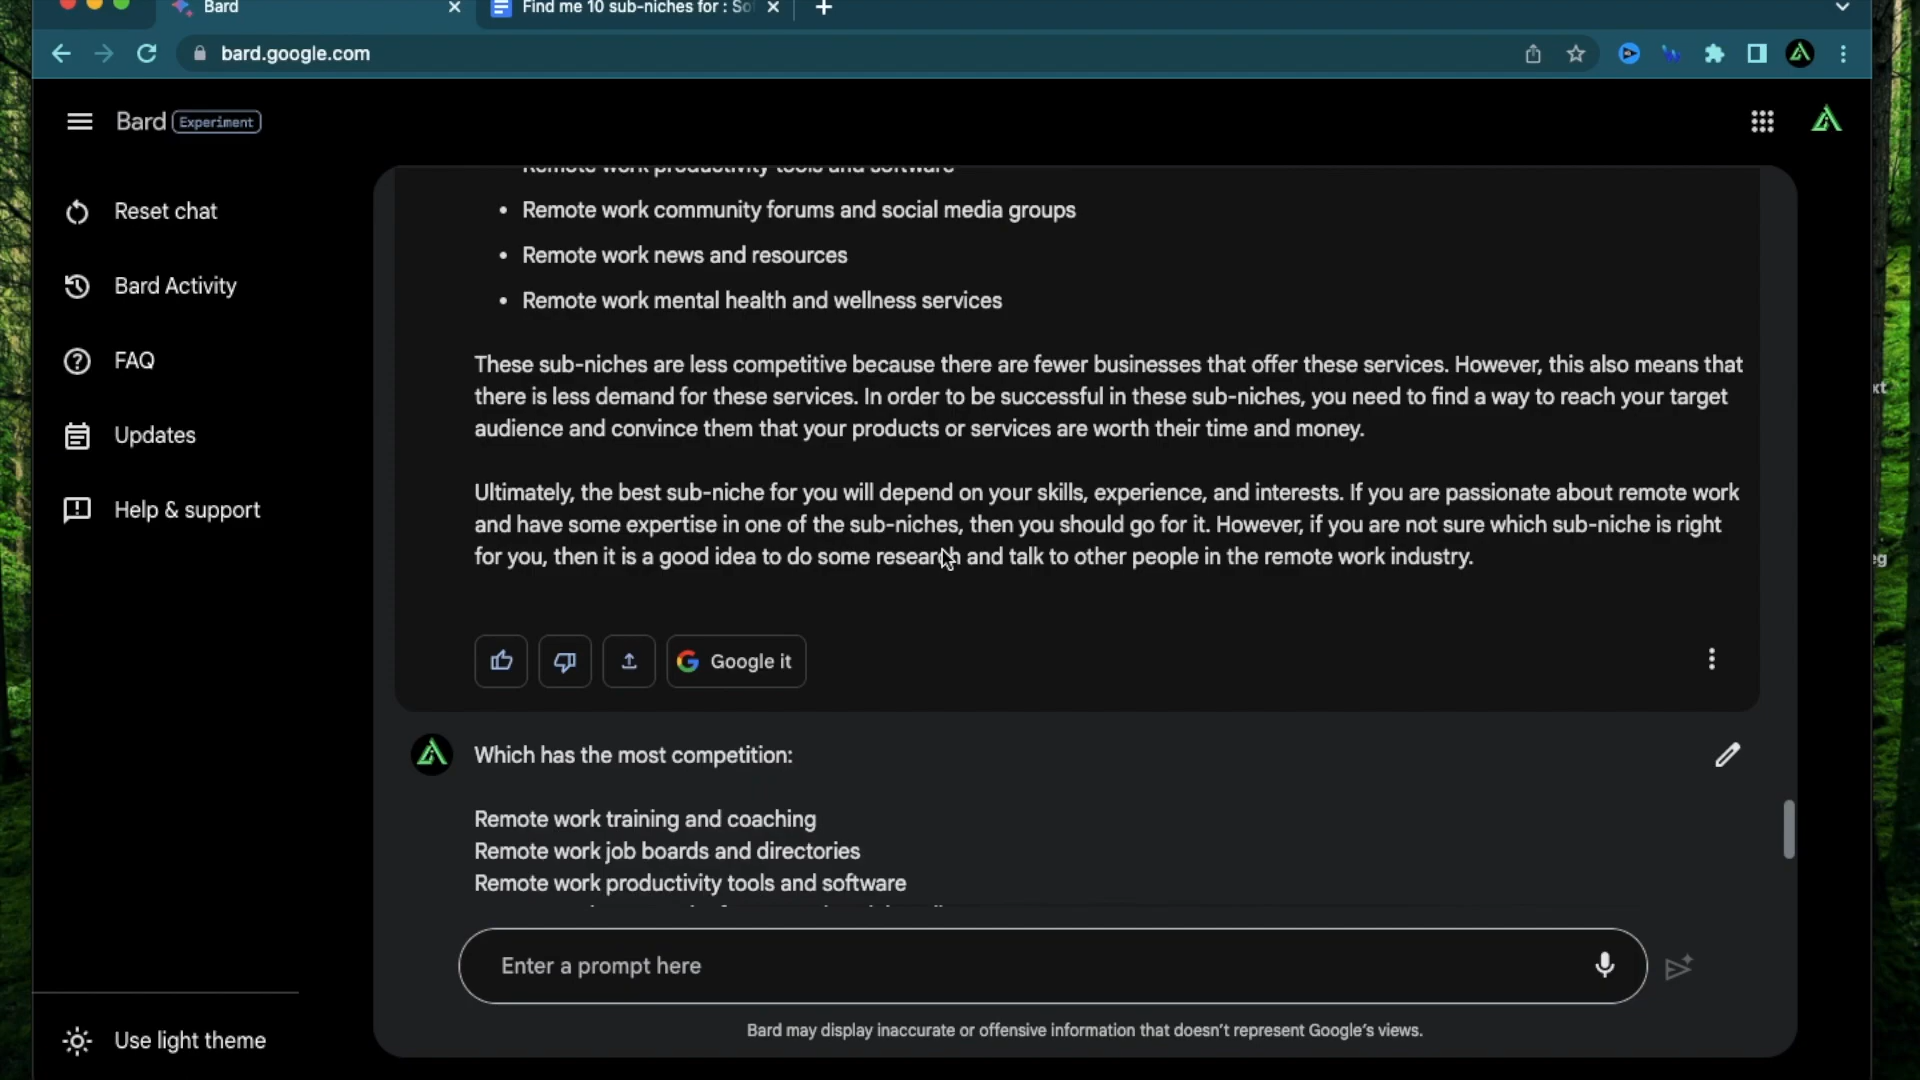 Bard
Find me 10 sub-niches for : So
bard.google.com
Bard Experiment
Reset chat
Bard Activity
FAQ
Updates
Help & support
Use light theme
Remote work productivity tools and software
• Remote work community forums and social media groups
• Remote work news and resources
• Remote work mental health and wellness services
These sub-niches are less competitive because there are fewer businesses that offer these services. However, this also means that
there is less demand for these services. In order to be successful in these sub-niches, you need to find a way to reach your target
audience and convince them that your products or services are worth their time and money.
Ultimately, the best sub-niche for you will depend on your skills, experience, and interests. If you are passionate about remote work
and have some expertise in one of the sub-niches, then you should go for it. However, if you are not sure which sub-niche is right
for you, then it is a good idea to do some research and talk to other people in the remote work industry.
Google it
Which has the most competition:
Remote work training and coaching
Remote work job boards and directories
Remote work productivity tools and software
Enter a prompt here
Bard may display inaccurate or offensive information that doesn't represent Google's views.